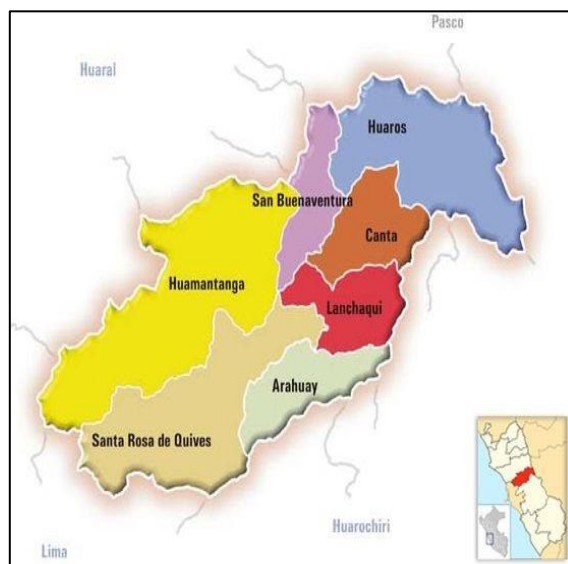 Pasco
Huaral
Huaros
San Buenaventura
Canta
Huamantanga
Lanchaqui
Arahuay
Santa Rosa de Quives
Huarochiri
Lima